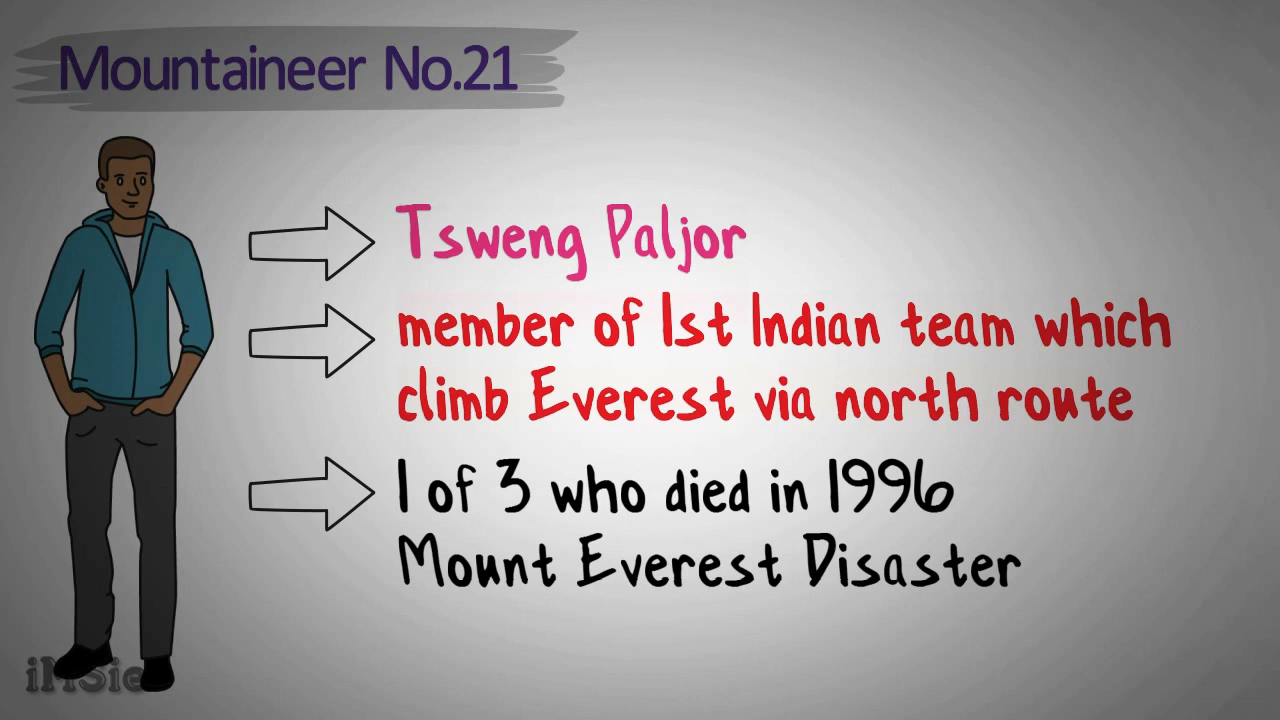 Mountaineer No.21
Tsweng Paljor
member of 1st Indian team which
climb Everest via north route
1 of 3 who died in 1996
Mount Everest Disaster